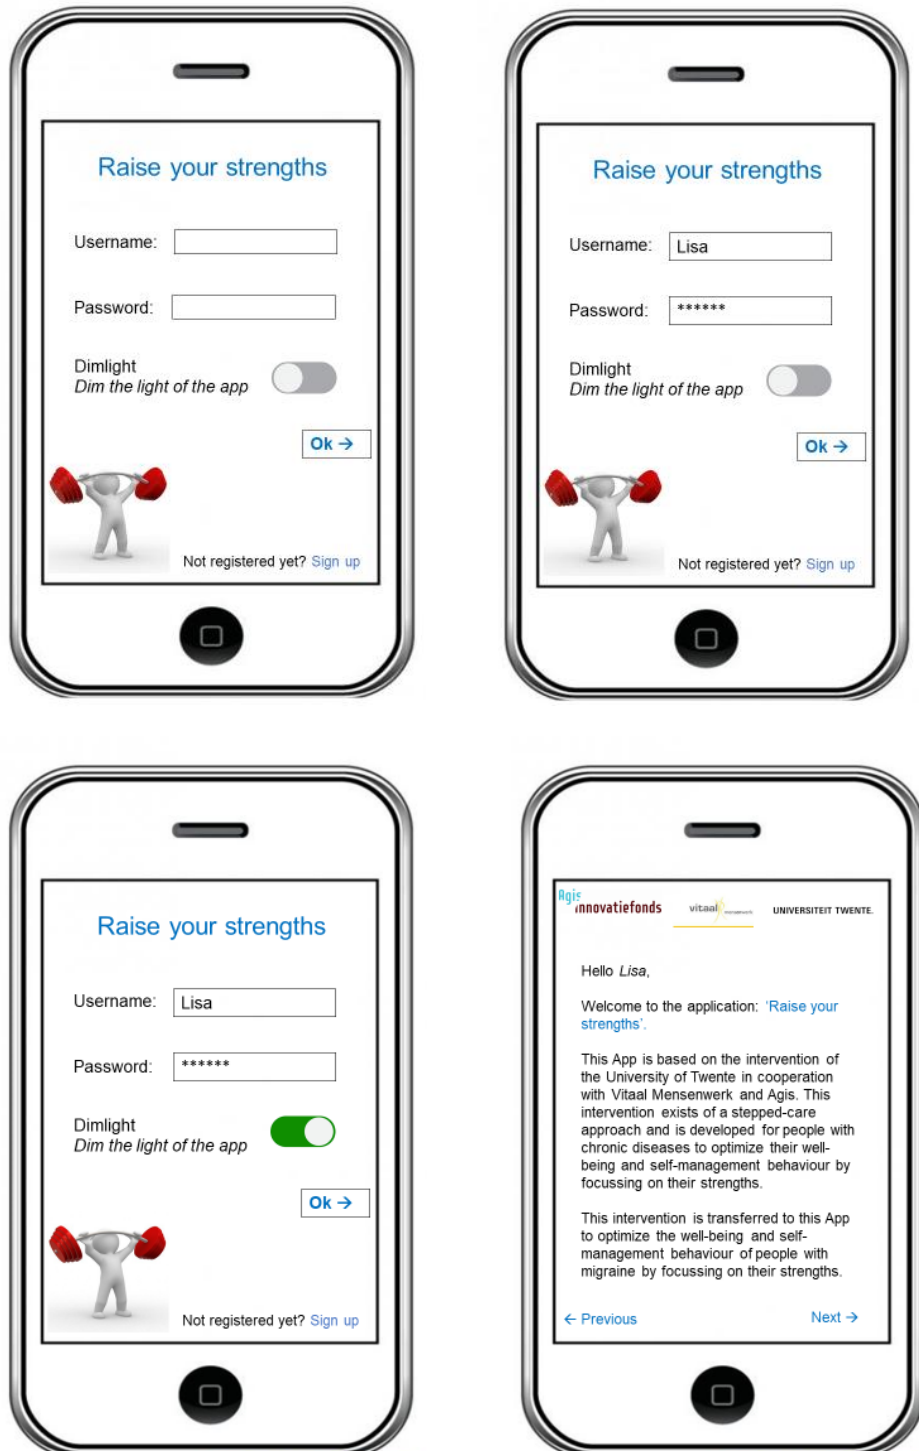 Raise your strengths
Username:
Password:
Dimlight
Dim the light of the app
Ok →
Not registered yet? Sign up
Raise your strengths
Username: Lisa
Password: ******
Dimlight
Dim the light of the app
Ok →
Not registered yet? Sign up
Raise your strengths
Username: Lisa
Password: ******
Dimlight
Dim the light of the app
Ok →
Not registered yet? Sign up
Agis
innovatiefonds
vitaal
UNIVERSITEIT TWENTE.
Hello Lisa,
Welcome to the application: 'Raise your
strengths'.
This App is based on the intervention of
the University of Twente in cooperation
with Vitaal Mensenwerk and Agis. This
intervention exists of a stepped-care
approach and is developed for people with
chronic diseases to optimize their well-
being and self-management behaviour by
focussing on their strengths.
This intervention is transferred to this App
to optimize the well-being and self-
management behaviour of people with
migraine by focussing on their strengths.
← Previous
Next →